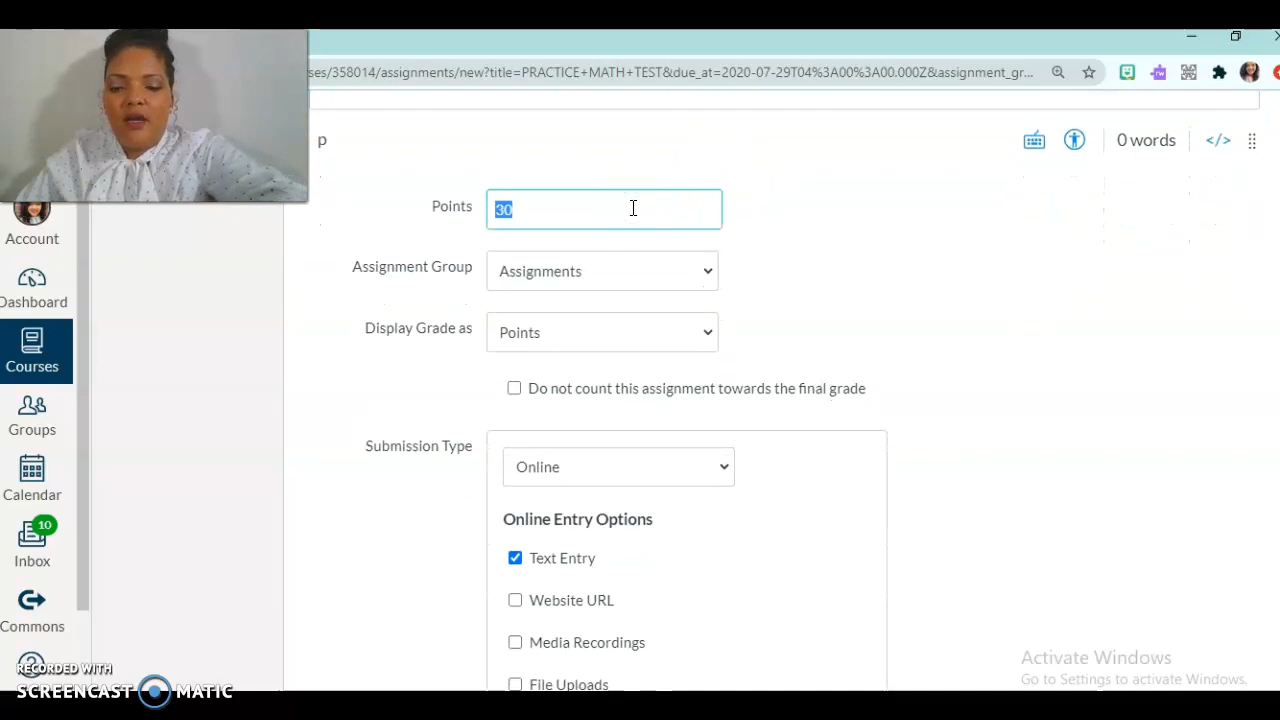 ses/358014/assignments/new?title=PRACTICE+MATH+TEST&due_at=2020-07-29T04%3A00%3A00.000Z&assignment_gr...
p
0 words
</>
Points
30
Account
Assignment Group
Assignments
Dashboard
Display Grade as
Points
Courses
Do not count this assignment towards the final grade
Groups
Submission Type
Online
Calendar
Online Entry Options
10
Text Entry
Inbox
Website URL
Commons
Media Recordings
File Uploads
Activate Windows
Go to Settings to activate Windows.
RECORDED WITH
SCREENCAST MATIC